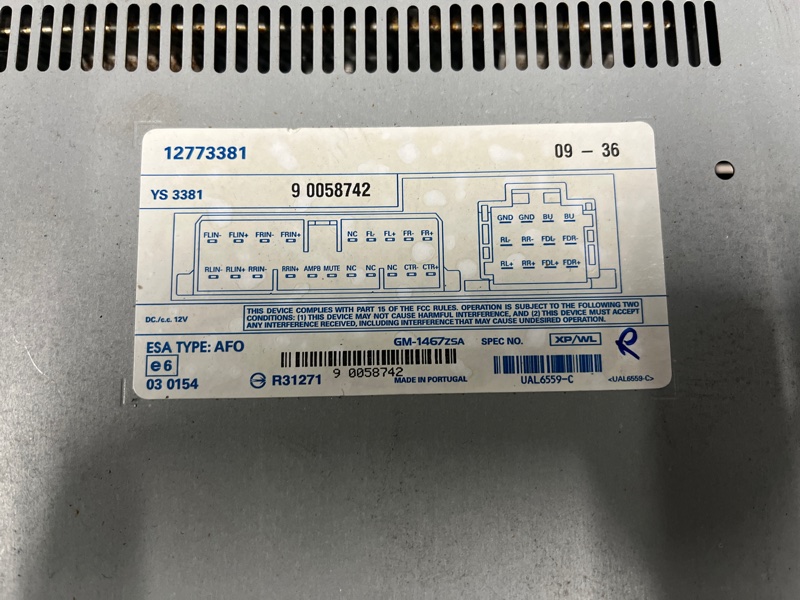 12773381
09 - 36
YS 3381
9 0058742
FLIN- FLIN+ FRIN- FRIN+ NC FL- FL+ FR- FR+
RLIN- RLIN+ RRIN- RRIN+ AMPB MUTE NC NC NC CTR- CTR+
GND GND BU BU
RL- RR- FDL- FDR-
RL+ RR+ FDL+ FDR+
DC./c.c. 12V
THIS DEVICE COMPLIES WITH PART 15 OF THE FCC RULES. OPERATION IS SUBJECT TO THE FOLLOWING TWO
CONDITIONS: (1) THIS DEVICE MAY NOT CAUSE HARMFUL INTERFERENCE, AND (2) THIS DEVICE MUST ACCEPT
ANY INTERFERENCE RECEIVED, INCLUDING INTERFERENCE THAT MAY CAUSE UNDESIRED OPERATION.
ESA TYPE: AFO
GM-1467ZSA
SPEC NO.
XP/WL
R
e6
03 0154
R31271
9 0058742
MADE IN PORTUGAL
UAL6559-C
<UAL6559-C>